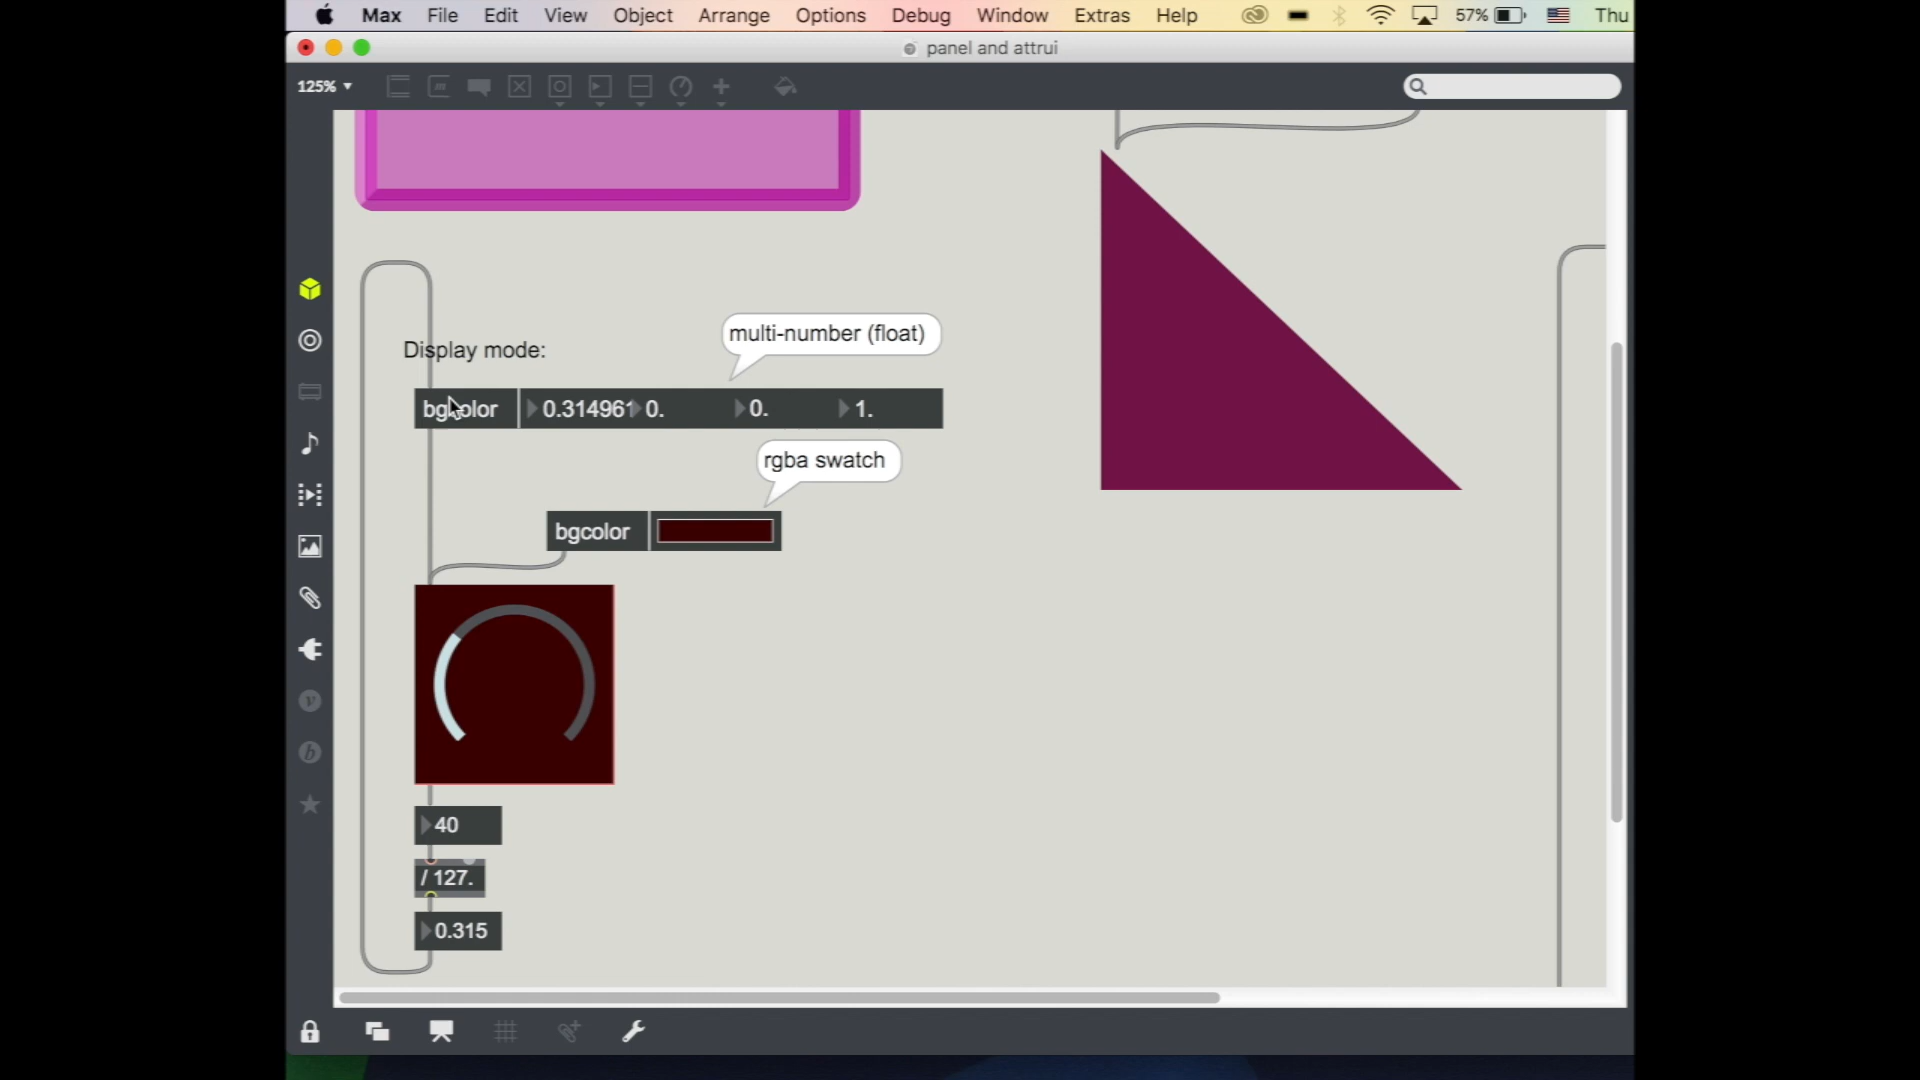 Max File Edit View Object Arrange Options Debug Window Extras Help 57% Thu
panel and attrui
125%
multi-number (float)
Display mode:
bgcolor 0.314961 0. 0. 1.
rgba swatch
bgcolor
40
/ 127.
0.315